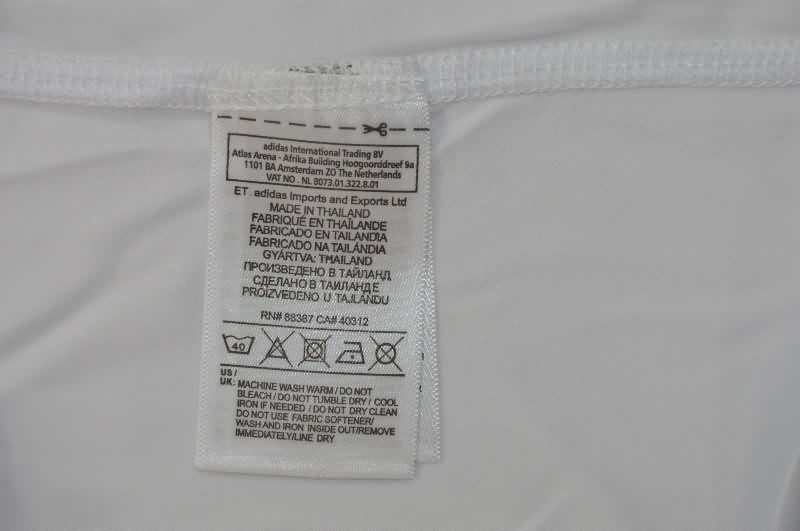 adidas International Trading BV
Atlas Arena - Afrika Building Hoogoorddreef 9a
1101 BA Amsterdam ZO The Netherlands
VAT NO . NL 8073.01.322.8.01
ET. adidas Imports and Exports Ltd
MADE IN THAILAND
FABRIQUÉ EN THAÏLANDE
FABRICADO EN TAILANDIA
FABRICADO NA TAILÂNDIA
GYÁRTVA: THAILAND
ПРОИЗВЕДЕНО В ТАЙЛАНД
СДЕЛАНО В ТАИЛАНДЕ
PROIZVEDENO U TAJLANDU
RN# 88387 CA# 40312
40
US /
UK: MACHINE WASH WARM / DO NOT
BLEACH / DO NOT TUMBLE DRY / COOL
IRON IF NEEDED / DO NOT DRY CLEAN
DO NOT USE FABRIC SOFTENER/
WASH AND IRON INSIDE OUT/REMOVE
IMMEDIATELY/LINE DRY